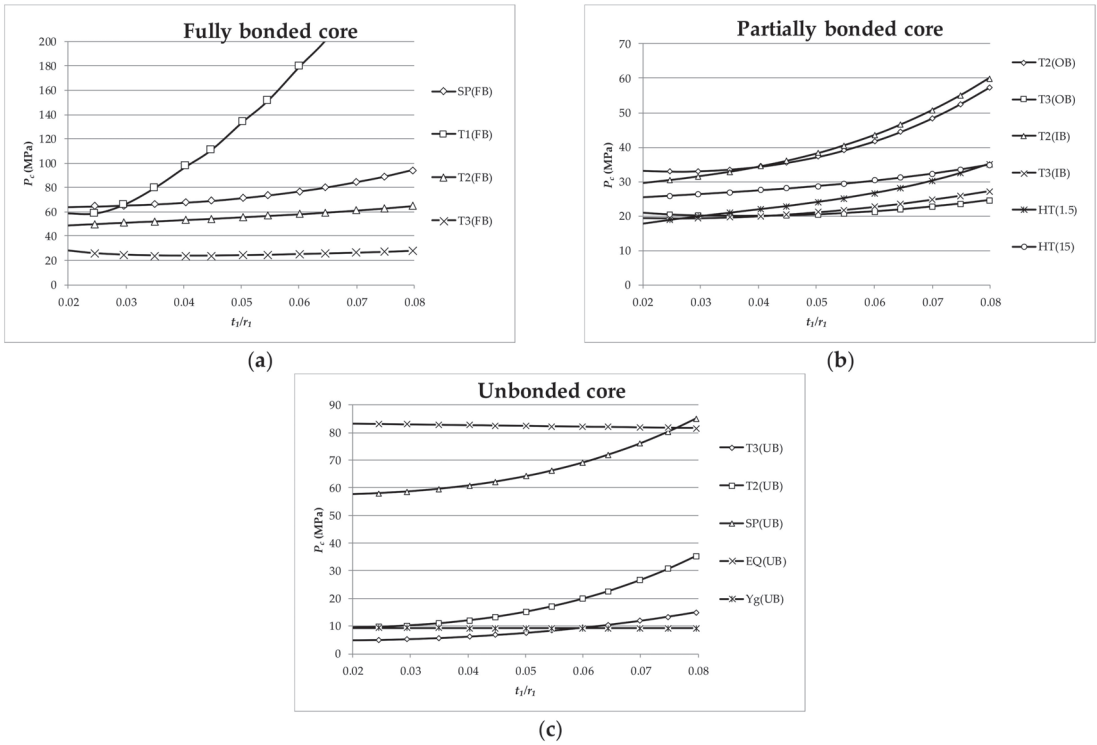 Fully bonded core
200
180
160
140
120
100
80
60
40
20
0
P_c (MPa)
0.02 0.03 0.04 0.05 0.06 0.07 0.08
t_1/r_1
SP(FB)
T1(FB)
T2(FB)
T3(FB)
(a)
Partially bonded core
70
60
50
40
30
20
10
0
P_c (MPa)
0.02 0.03 0.04 0.05 0.06 0.07 0.08
t_1/r_1
T2(OB)
T3(OB)
T2(IB)
T3(IB)
HT(1.5)
HT(15)
(b)
Unbonded core
90
80
70
60
50
40
30
20
10
0
P_c (MPa)
0.02 0.03 0.04 0.05 0.06 0.07 0.08
t_1/r_1
T3(UB)
T2(UB)
SP(UB)
EQ(UB)
Yg(UB)
(c)